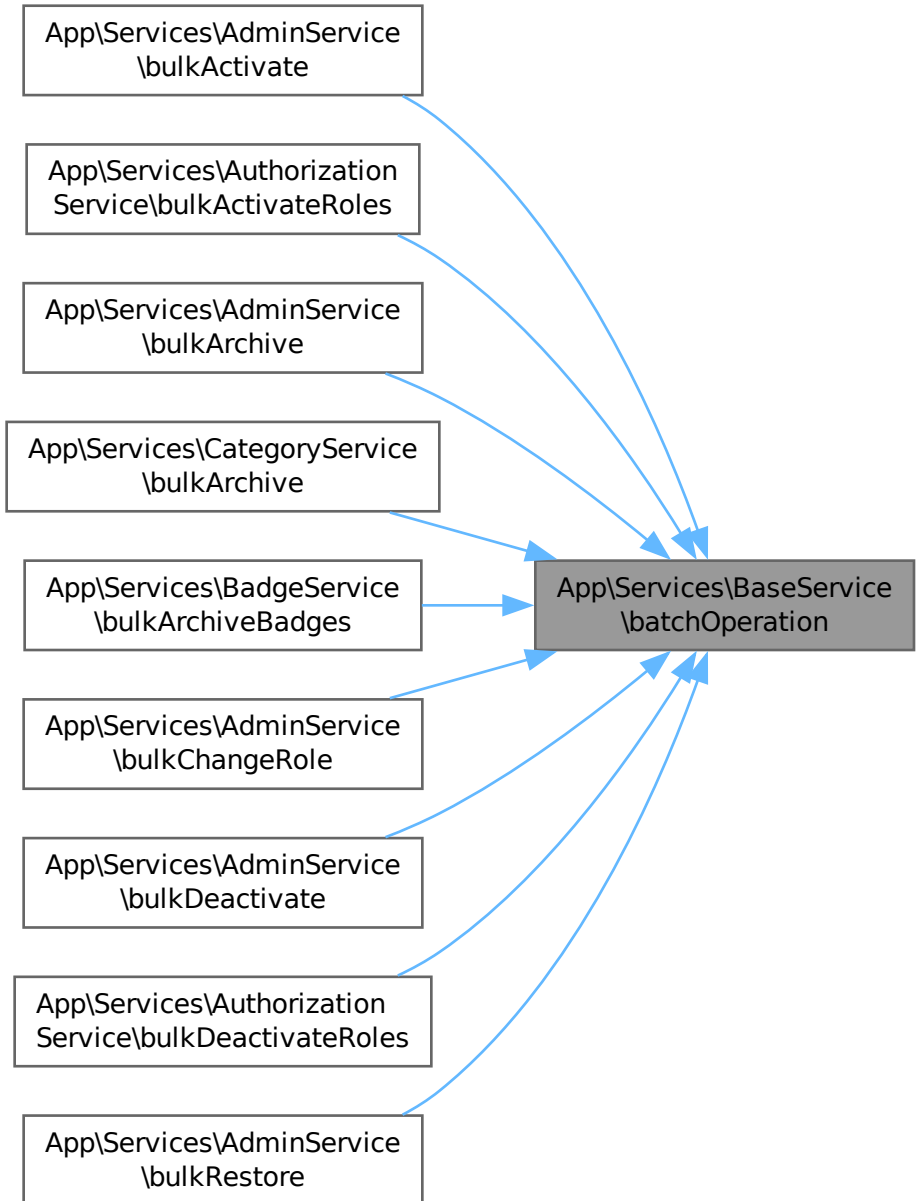 App\Services\AdminService
\bulkActivate
App\Services\Authorization
Service\bulkActivateRoles
App\Services\AdminService
\bulkArchive
App\Services\CategoryService
\bulkArchive
App\Services\BadgeService
\bulkArchiveBadges
App\Services\BaseService
\batchOperation
App\Services\AdminService
\bulkChangeRole
App\Services\AdminService
\bulkDeactivate
App\Services\Authorization
Service\bulkDeactivateRoles
App\Services\AdminService
\bulkRestore